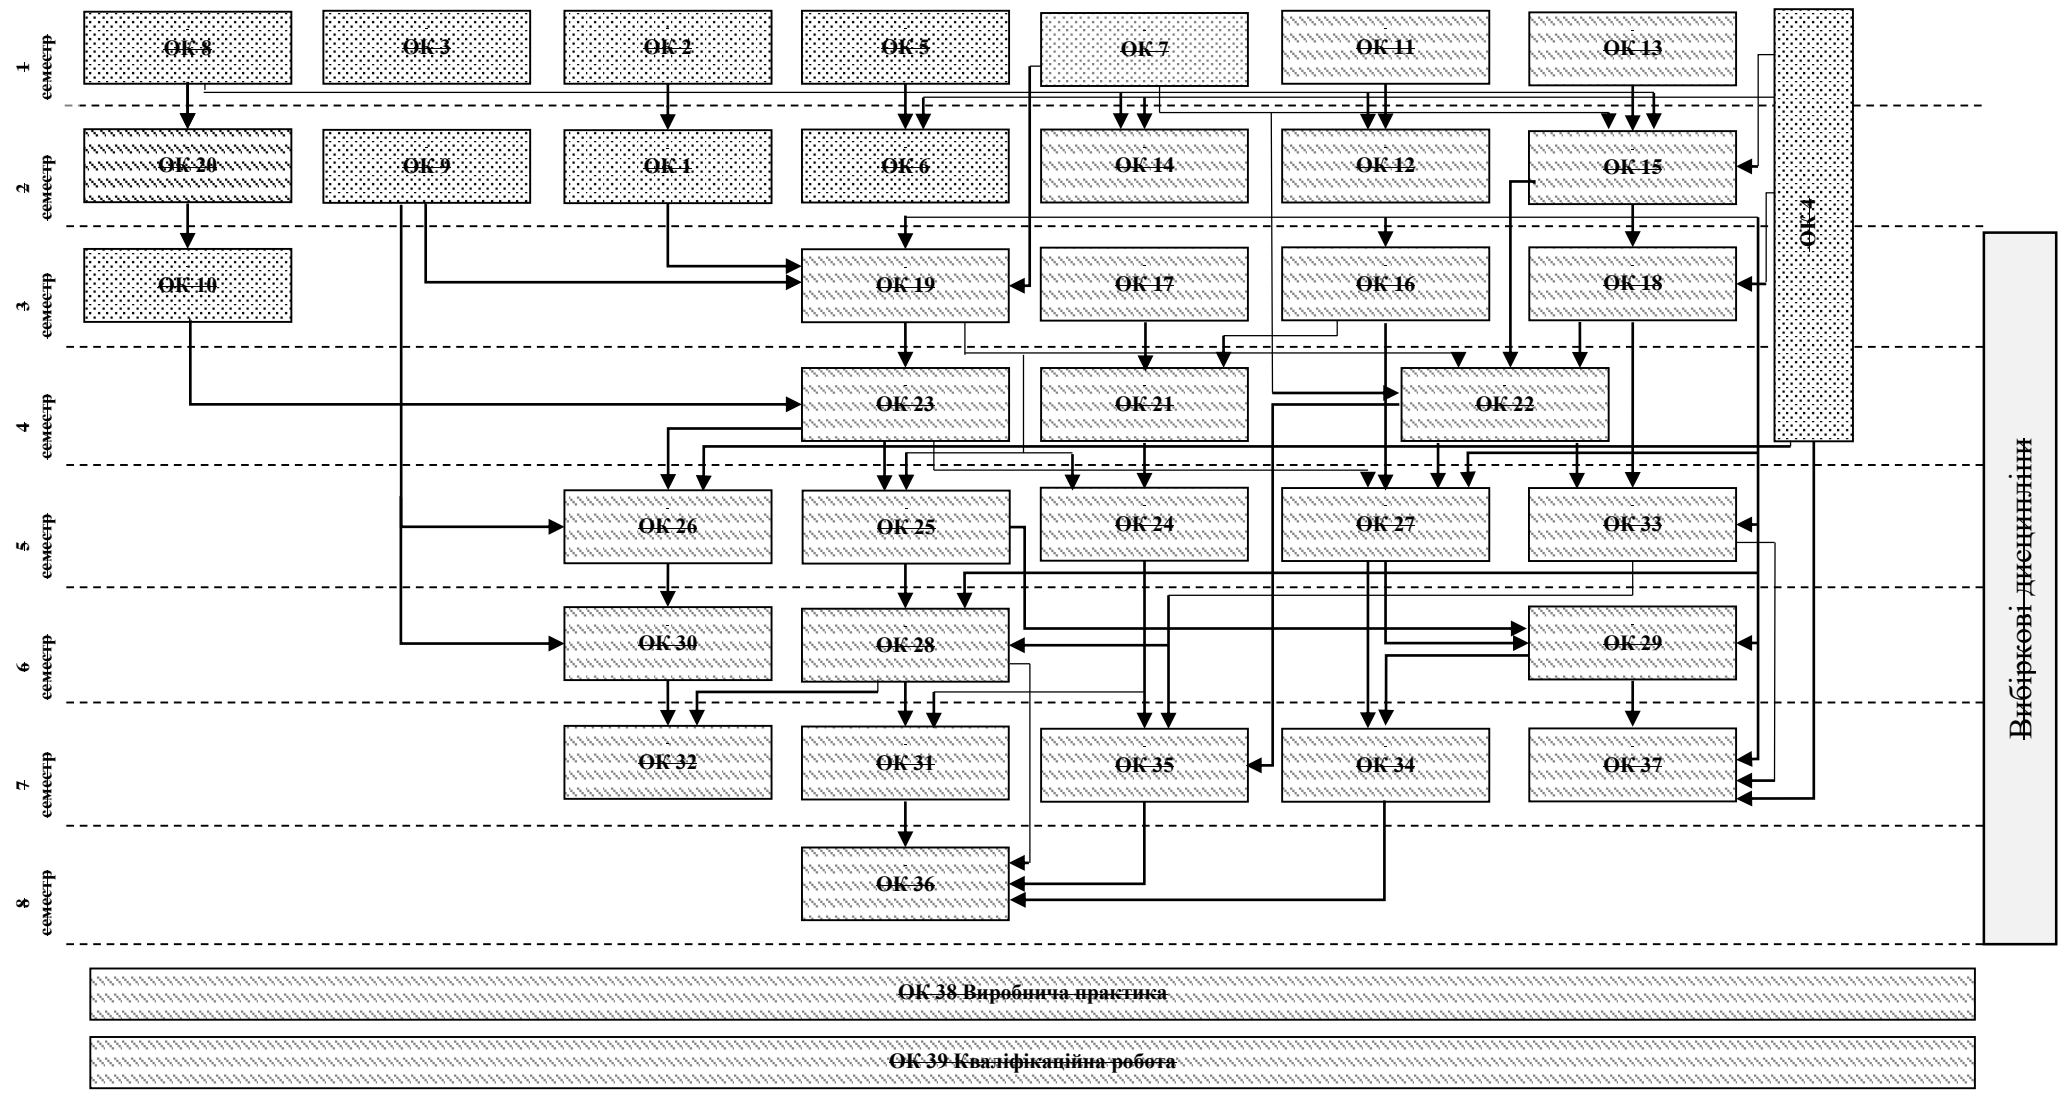 1 семестр
ОК 8
ОК 3
ОК 2
ОК 5
ОК 7
ОК 11
ОК 13
ОК 4
2 семестр
ОК 20
ОК 9
ОК 1
ОК 6
ОК 14
ОК 12
ОК 15
3 семестр
ОК 10
ОК 19
ОК 17
ОК 16
ОК 18
4 семестр
ОК 23
ОК 21
ОК 22
5 семестр
ОК 26
ОК 25
ОК 24
ОК 27
ОК 33
6 семестр
ОК 30
ОК 28
ОК 29
7 семестр
ОК 32
ОК 31
ОК 35
ОК 34
ОК 37
8 семестр
ОК 36
Вибіркові дисципліни
ОК 38 Виробнича практика
ОК 39 Кваліфікаційна робота